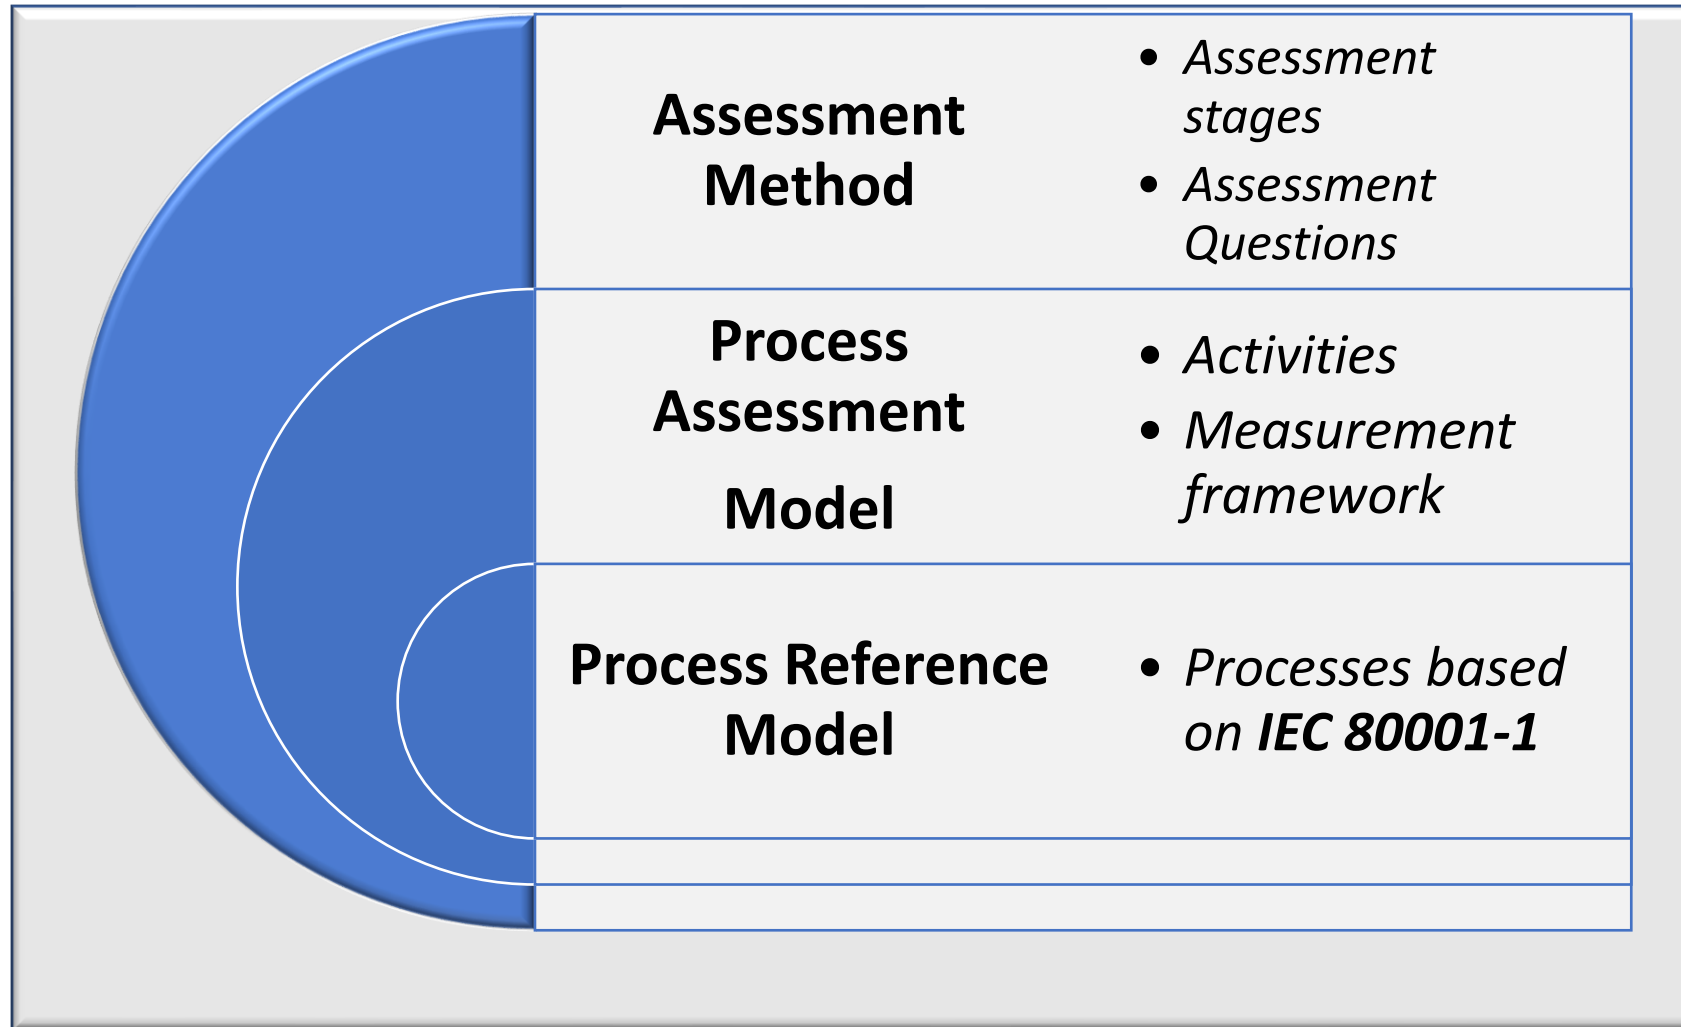 Assessment
Method
• Assessment
stages
• Assessment
Questions
Process
Assessment
Model
• Activities
• Measurement
framework
Process Reference
Model
• Processes based
on IEC 80001-1